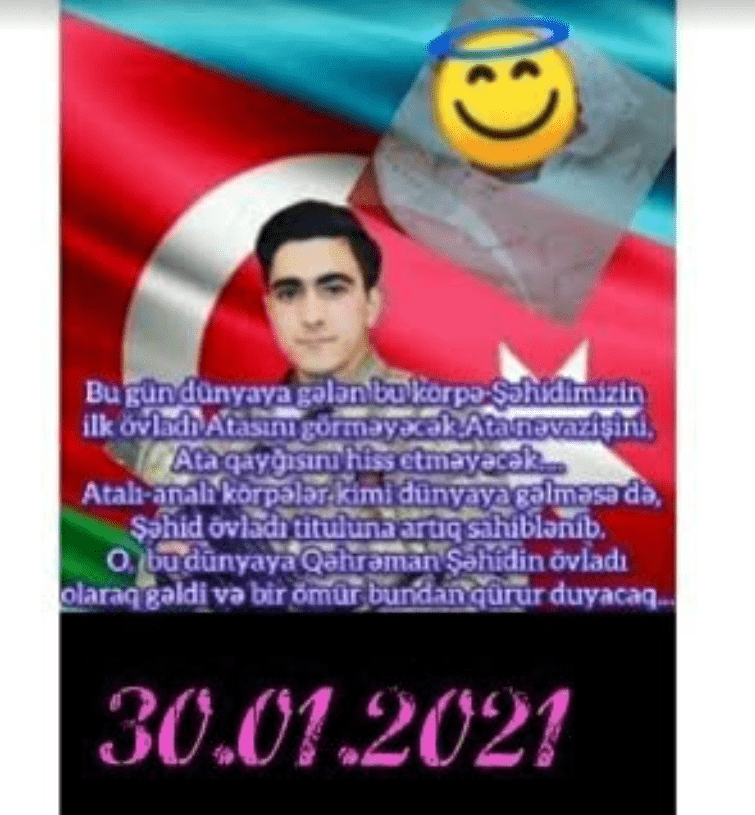 Bu gün dünyaya gələn bu körpə-Şəhidimizin
ilk övladı Atasını görməyəcək,Ata nəvazişini,
Ata qayğısını hiss etməyəcək....
Atalı-analı körpələr kimi dünyaya gəlməsə də,
Şəhid övladı tituluna artıq sahiblənib.
O, bu dünyaya Qəhrəman Şəhidin övladı
olaraq gəldi və bir ömür bundan qürur duyacaq...
30.01.2021